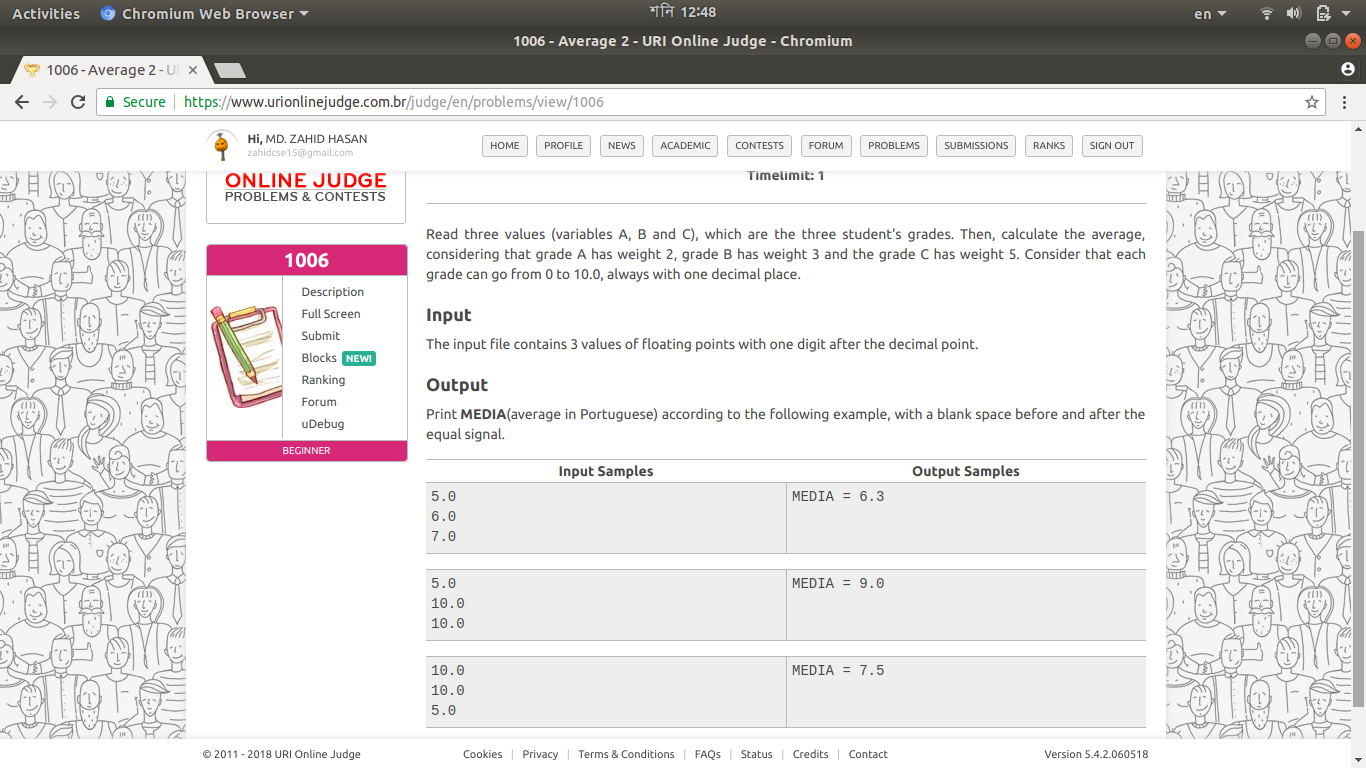 Activities Chromium Web Browser শনি 12:48 en
1006 - Average 2 - URI Online Judge - Chromium
1006 - Average 2 - U
Secure https://www.urionlinejudge.com.br/judge/en/problems/view/1006
Hi, MD. ZAHID HASAN
zahidcse15@gmail.com
HOME PROFILE NEWS ACADEMIC CONTESTS FORUM PROBLEMS SUBMISSIONS RANKS SIGN OUT
ONLINE JUDGE
PROBLEMS & CONTESTS
1006
Description
Full Screen
Submit
Blocks NEW!
Ranking
Forum
uDebug
BEGINNER
Timelimit: 1
Read three values (variables A, B and C), which are the three student's grades. Then, calculate the average,
considering that grade A has weight 2, grade B has weight 3 and the grade C has weight 5. Consider that each
grade can go from 0 to 10.0, always with one decimal place.
Input
The input file contains 3 values of floating points with one digit after the decimal point.
Output
Print MEDIA(average in Portuguese) according to the following example, with a blank space before and after the
equal signal.
Input Samples Output Samples
5.0 MEDIA = 6.3
6.0
7.0
5.0 MEDIA = 9.0
10.0
10.0
10.0 MEDIA = 7.5
10.0
5.0
© 2011 - 2018 URI Online Judge Cookies | Privacy | Terms & Conditions | FAQs | Status | Credits | Contact Version 5.4.2.060518